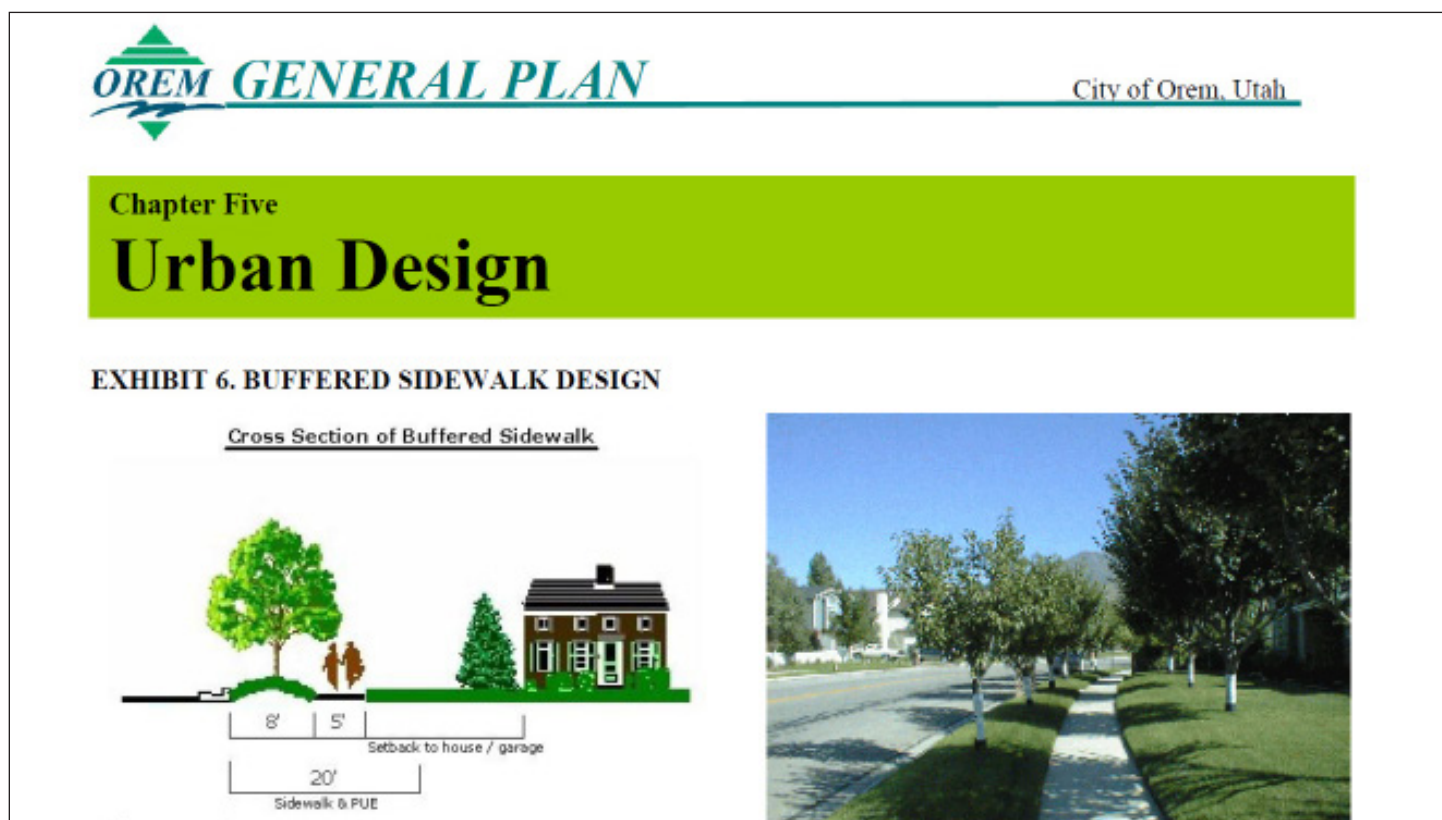 OREM GENERAL PLAN
City of Orem, Utah
Chapter Five
Urban Design
EXHIBIT 6. BUFFERED SIDEWALK DESIGN
Cross Section of Buffered Sidewalk
8' 5'
Setback to house / garage
20'
Sidewalk & PUE